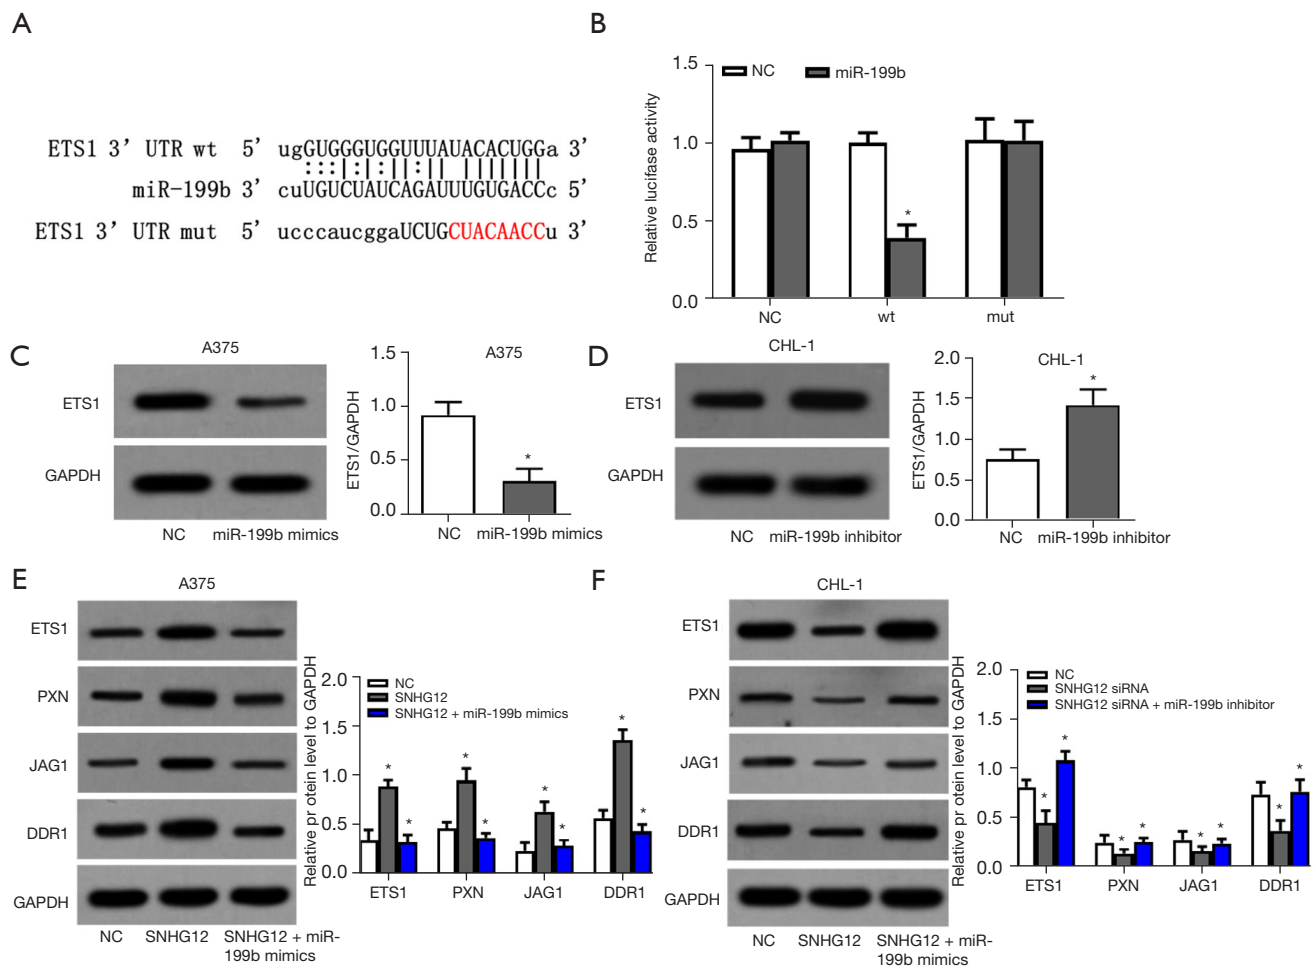 A
ETS1 3’ UTR wt 5’ ugGUGGGUGGUUUAUACACUGGa 3’
miR-199b 3’ cuUGUCUAUCAGAUUUGUGACCc 5’
ETS1 3’ UTR mut 5’ ucccaucggaUCUGCUACAACCu 3’
B
Relative lucifase activity
1.5
1.0
0.5
0.0
NC
miR-199b
*
NC
wt
mut
C
A375
ETS1
GAPDH
NC
miR-199b mimics
A375
ETS1/GAPDH
1.5
1.0
0.5
0.0
*
NC
miR-199b mimics
D
CHL-1
ETS1
GAPDH
NC
miR-199b inhibitor
CHL-1
ETS1/GAPDH
2.0
1.5
1.0
0.5
0.0
*
NC
miR-199b inhibitor
E
A375
ETS1
PXN
JAG1
DDR1
GAPDH
NC
SNHG12
SNHG12 + miR-
199b mimics
Relative pr otein level to GAPDH
2.0
1.5
1.0
0.5
0.0
NC
SNHG12
SNHG12 + miR-199b mimics
* * * * * * * *
ETS1
PXN
JAG1
DDR1
F
CHL-1
ETS1
PXN
JAG1
DDR1
GAPDH
NC
SNHG12
SNHG12 + miR-
199b mimics
Relative pr otein level to GAPDH
2.0
1.5
1.0
0.5
0.0
NC
SNHG12 siRNA
SNHG12 siRNA + miR-199b inhibitor
* * * * * * * *
ETS1
PXN
JAG1
DDR1